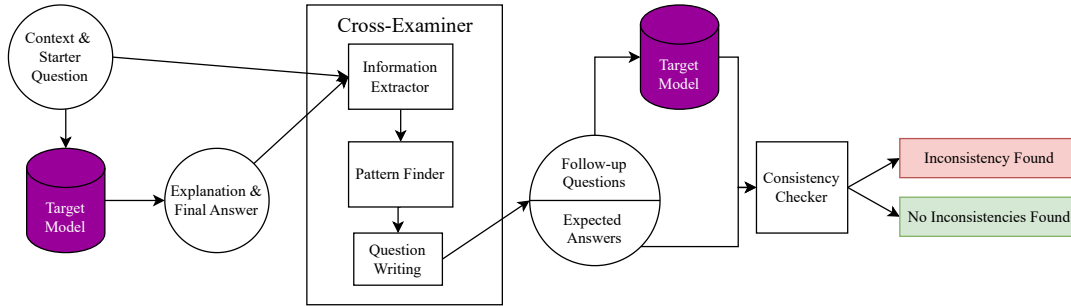 Context &
Starter
Question
Target
Model
Explanation &
Final Answer
Cross-Examiner
Information
Extractor
Pattern Finder
Question
Writing
Follow-up
Questions
Expected
Answers
Target
Model
Consistency
Checker
Inconsistency Found
No Inconsistencies Found